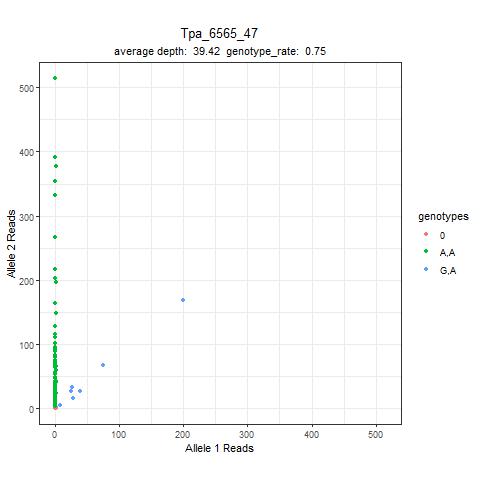 Tpa_6565_47
average depth: 39.42 genotype_rate: 0.75
500
400
300
200
100
0
Allele 2 Reads
0 100 200 300 400 500
Allele 1 Reads
genotypes
0
A,A
G,A